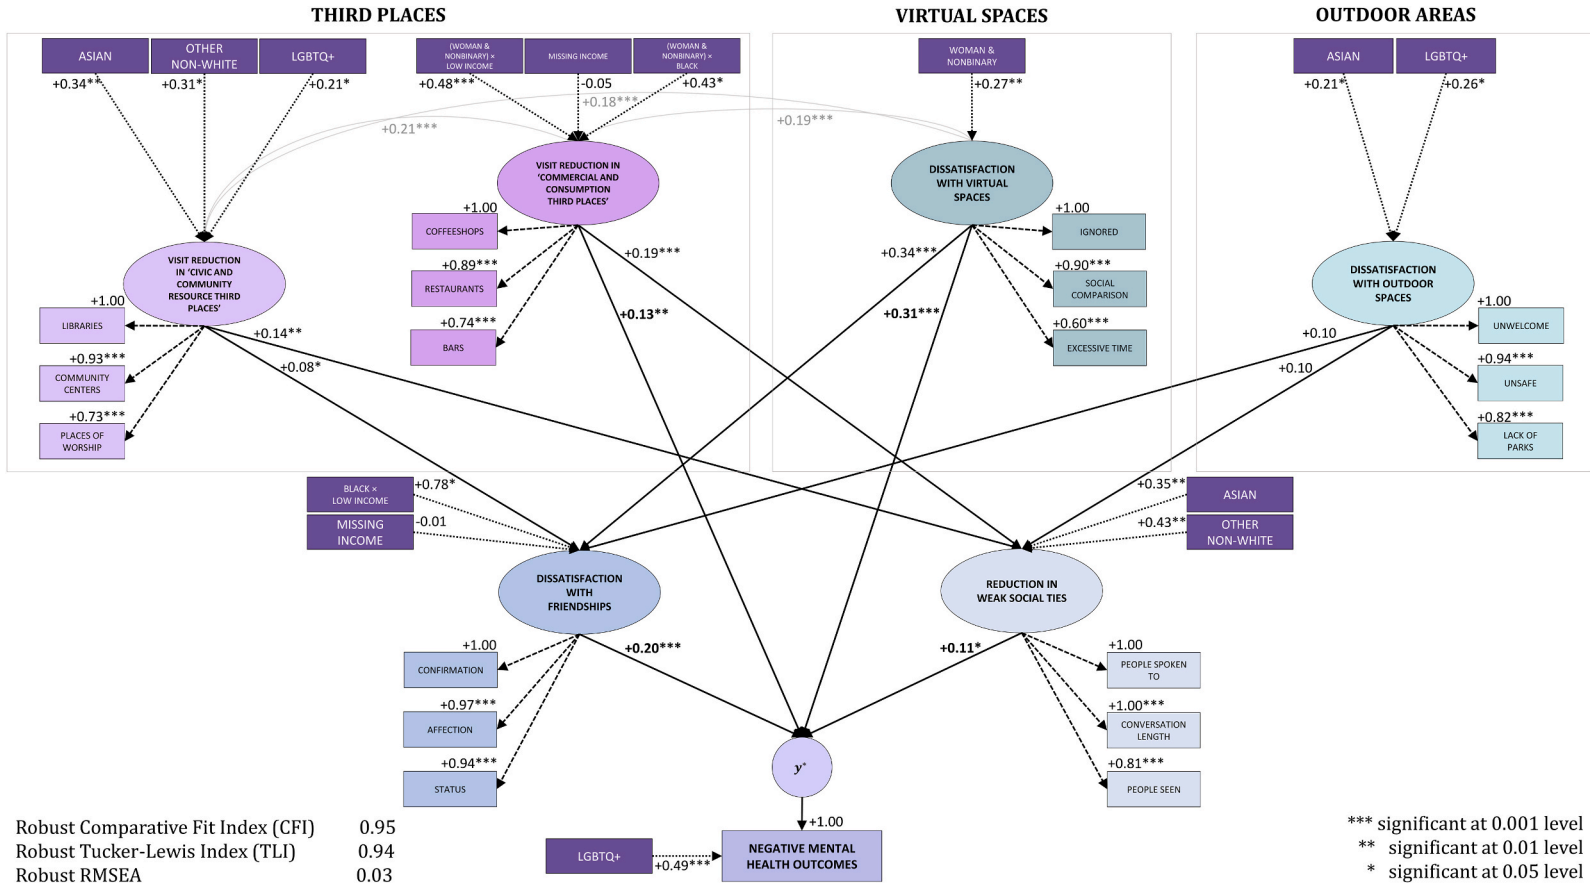 THIRD PLACES
VIRTUAL SPACES
OUTDOOR AREAS
ASIAN
OTHER
NON-WHITE
LGBTQ+
(WOMAN &
NONBINARY) ×
LOW INCOME
MISSING INCOME
(WOMAN &
NONBINARY) ×
BLACK
WOMAN &
NONBINARY
ASIAN
LGBTQ+
+0.34**
+0.31*
+0.21*
+0.48***
-0.05
+0.43*
+0.27**
+0.21*
+0.26*
+0.18***
+0.21***
+0.19***
VISIT REDUCTION IN
‘COMMERCIAL AND
CONSUMPTION
THIRD PLACES’
DISSATISFACTION
WITH VIRTUAL
SPACES
+1.00
COFFEESHOPS
+0.89***
RESTAURANTS
+0.74***
BARS
+1.00
IGNORED
+0.90***
SOCIAL
COMPARISON
+0.60***
EXCESSIVE TIME
VISIT REDUCTION
IN ‘CIVIC AND
COMMUNITY
RESOURCE THIRD
PLACES’
DISSATISFACTION
WITH OUTDOOR
SPACES
+1.00
LIBRARIES
+0.93***
COMMUNITY
CENTERS
+0.73***
PLACES OF
WORSHIP
+1.00
UNWELCOME
+0.94***
UNSAFE
+0.82***
LACK OF
PARKS
+0.19***
+0.34***
+0.13**
+0.31***
+0.14**
+0.08*
+0.10
+0.10
BLACK ×
LOW INCOME
+0.78*
MISSING
INCOME
-0.01
+0.35**
ASIAN
+0.43**
OTHER
NON-WHITE
DISSATISFACTION
WITH
FRIENDSHIPS
REDUCTION IN
WEAK SOCIAL TIES
+1.00
CONFIRMATION
+0.97***
AFFECTION
+0.94***
STATUS
+0.20***
+0.11*
+1.00
PEOPLE SPOKEN
TO
+1.00***
CONVERSATION
LENGTH
+0.81***
PEOPLE SEEN
y*
+1.00
LGBTQ+
+0.49***
NEGATIVE MENTAL
HEALTH OUTCOMES
Robust Comparative Fit Index (CFI) 0.95
Robust Tucker-Lewis Index (TLI) 0.94
Robust RMSEA 0.03
*** significant at 0.001 level
** significant at 0.01 level
* significant at 0.05 level